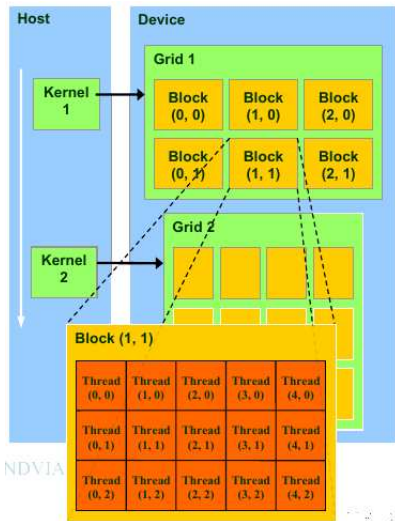 Host
Device
Grid 1
Kernel
1
Block
(0, 0)
Block
(1, 0)
Block
(2, 0)
Block
(0, 1)
Block
(1, 1)
Block
(2, 1)
Grid 2
Kernel
2
Block (1, 1)
Thread
(0, 0)
Thread
(1, 0)
Thread
(2, 0)
Thread
(3, 0)
Thread
(4, 0)
Thread
(0, 1)
Thread
(1, 1)
Thread
(2, 1)
Thread
(3, 1)
Thread
(4, 1)
Thread
(0, 2)
Thread
(1, 2)
Thread
(2, 2)
Thread
(3, 2)
Thread
(4, 2)
NDVIA